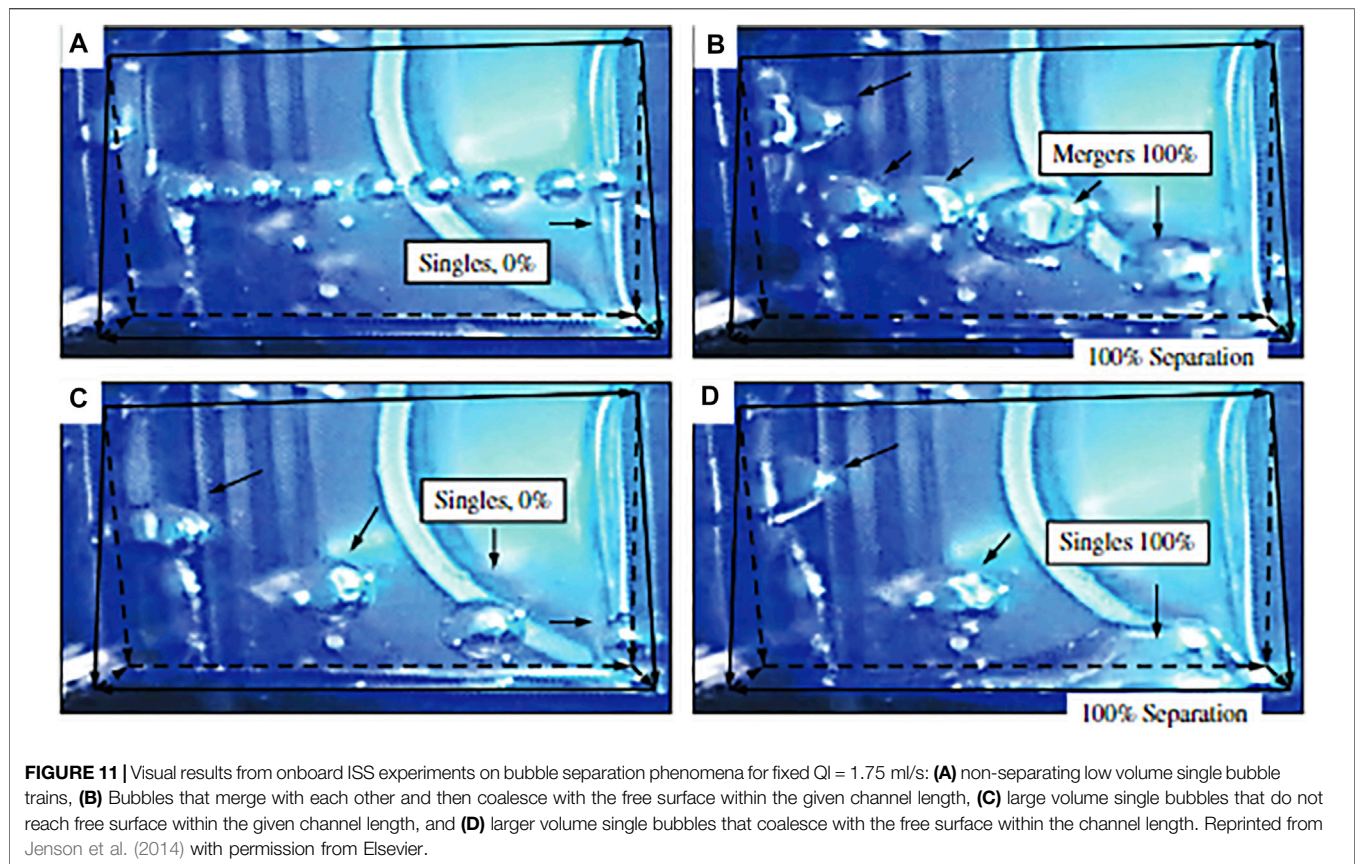 A
Singles, 0%
B
Mergers 100%
100% Separation
C
Singles, 0%
D
Singles 100%
100% Separation
FIGURE 11 | Visual results from onboard ISS experiments on bubble separation phenomena for fixed Ql = 1.75 ml/s: (A) non-separating low volume single bubble
trains, (B) Bubbles that merge with each other and then coalesce with the free surface within the given channel length, (C) large volume single bubbles that do not
reach free surface within the given channel length, and (D) larger volume single bubbles that coalesce with the free surface within the channel length. Reprinted from
Jenson et al. (2014) with permission from Elsevier.